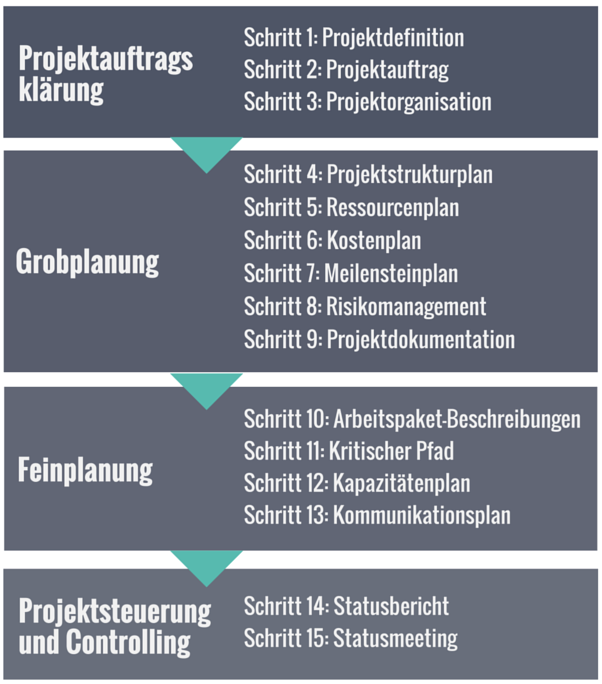 Projektauftrags
klärung
Schritt 1: Projektdefinition
Schritt 2: Projektauftrag
Schritt 3: Projektorganisation
Grobplanung
Schritt 4: Projektstrukturplan
Schritt 5: Ressourcenplan
Schritt 6: Kostenplan
Schritt 7: Meilensteinplan
Schritt 8: Risikomanagement
Schritt 9: Projektdokumentation
Feinplanung
Schritt 10: Arbeitspaket-Beschreibungen
Schritt 11: Kritischer Pfad
Schritt 12: Kapazitätenplan
Schritt 13: Kommunikationsplan
Projektsteuerung
und Controlling
Schritt 14: Statusbericht
Schritt 15: Statusmeeting